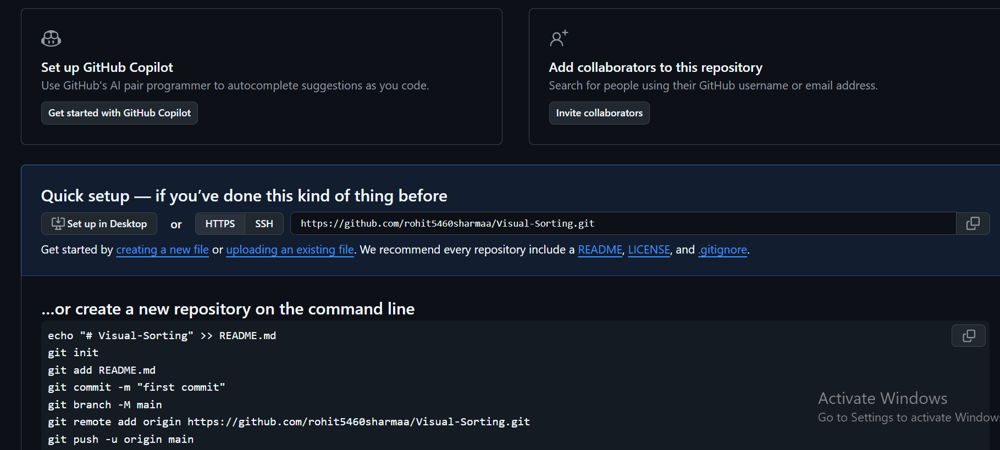 Set up GitHub Copilot
Use GitHub's AI pair programmer to autocomplete suggestions as you code.
Get started with GitHub Copilot
Add collaborators to this repository
Search for people using their GitHub username or email address.
Invite collaborators
Quick setup — if you’ve done this kind of thing before
Set up in Desktop or HTTPS SSH https://github.com/rohit5460sharmaa/Visual-Sorting.git
Get started by creating a new file or uploading an existing file. We recommend every repository include a README, LICENSE, and .gitignore.
…or create a new repository on the command line
echo "# Visual-Sorting" >> README.md
git init
git add README.md
git commit -m "first commit"
git branch -M main
git remote add origin https://github.com/rohit5460sharmaa/Visual-Sorting.git
git push -u origin main
Activate Windows
Go to Settings to activate Windows